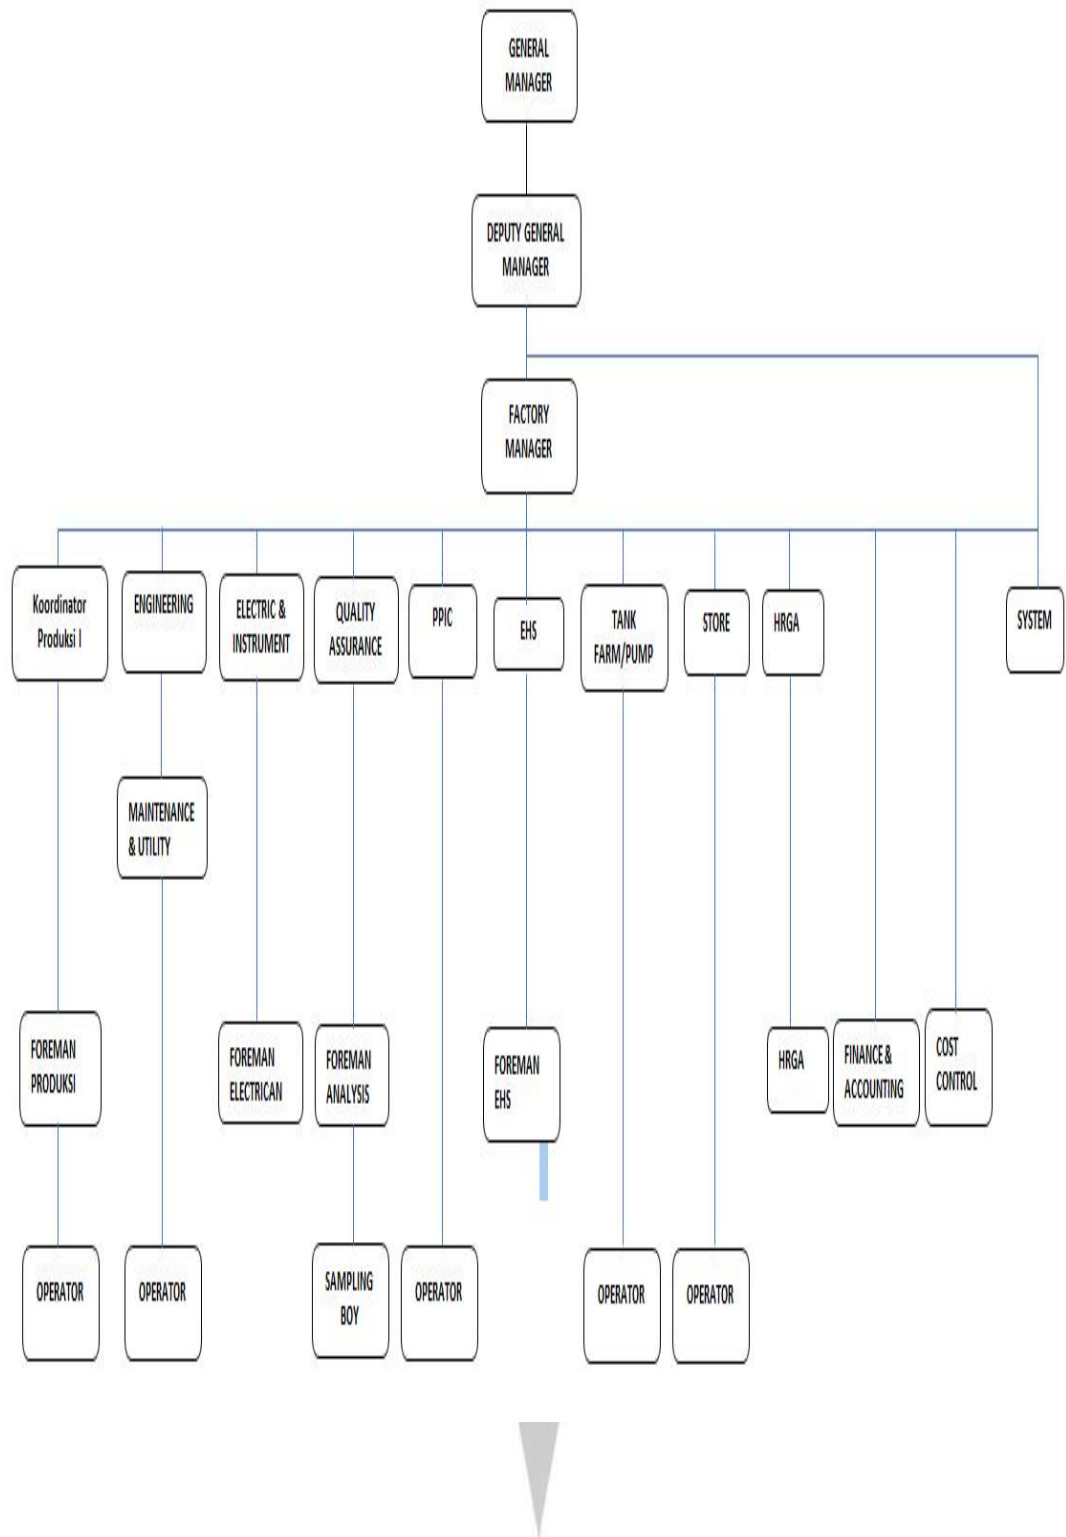 GENERAL
MANAGER
DEPUTY GENERAL
MANAGER
FACTORY
MANAGER
Koordinator
Produksi I
ENGINEERING
ELECTRIC &
INSTRUMENT
QUALITY
ASSURANCE
PPIC
EHS
TANK
FARM/PUMP
STORE
HRGA
SYSTEM
MAINTENANCE
& UTILITY
FOREMAN
PRODUKSI
FOREMAN
ELECTRICAN
FOREMAN
ANALYSIS
FOREMAN
EHS
HRGA
FINANCE &
ACCOUNTING
COST
CONTROL
OPERATOR
OPERATOR
SAMPLING
BOY
OPERATOR
OPERATOR
OPERATOR